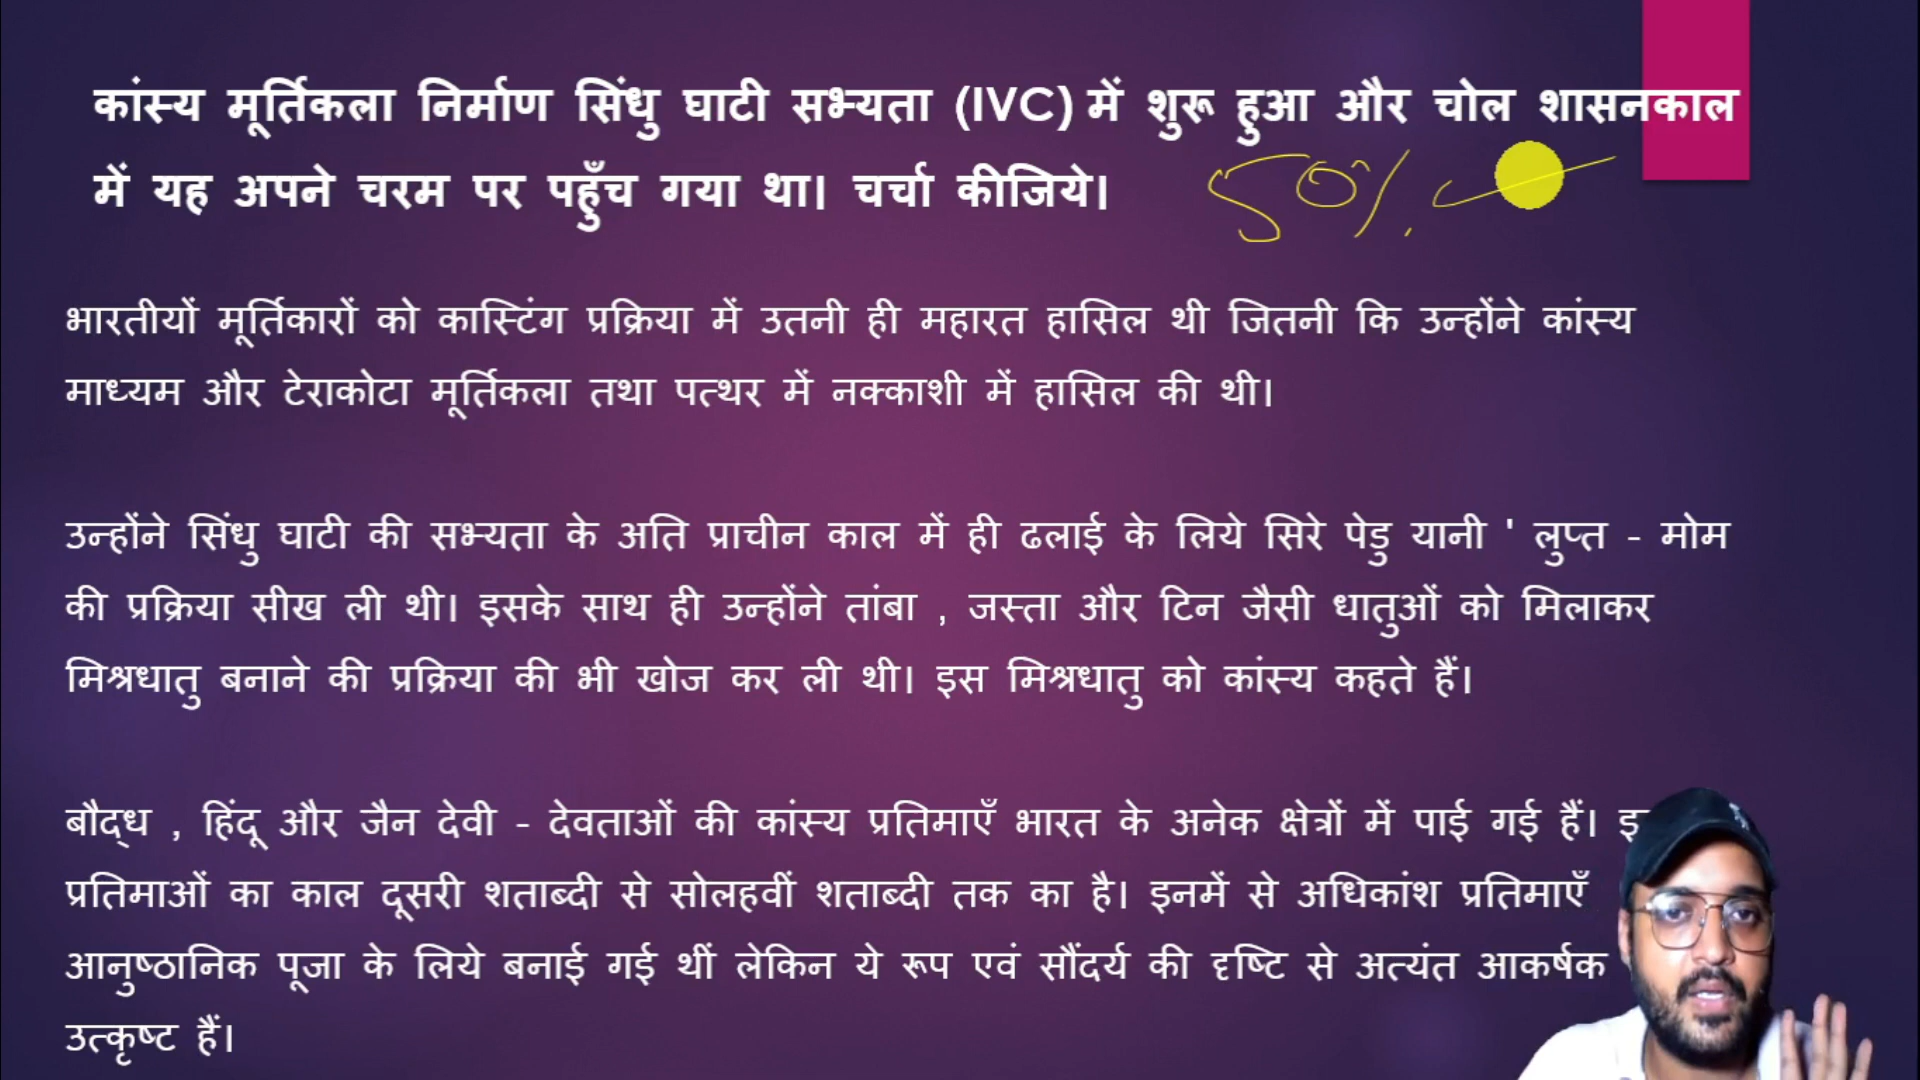 कांस्य मूर्तिकला निर्माण सिंधु घाटी सभ्यता (IVC) में शुरू हुआ और चोल शासनकाल
में यह अपने चरम पर पहुँच गया था। चर्चा कीजिये।
50%.
भारतीयों मूर्तिकारों को कास्टिंग प्रक्रिया में उतनी ही महारत हासिल थी जितनी कि उन्होंने कांस्य
माध्यम और टेराकोटा मूर्तिकला तथा पत्थर में नक्काशी में हासिल की थी।
उन्होंने सिंधु घाटी की सभ्यता के अति प्राचीन काल में ही ढलाई के लिये सिरे पेडु यानी ' लुप्त - मोम
की प्रक्रिया सीख ली थी। इसके साथ ही उन्होंने तांबा , जस्ता और टिन जैसी धातुओं को मिलाकर
मिश्रधातु बनाने की प्रक्रिया की भी खोज कर ली थी। इस मिश्रधातु को कांस्य कहते हैं।
बौद्ध , हिंदू और जैन देवी - देवताओं की कांस्य प्रतिमाएँ भारत के अनेक क्षेत्रों में पाई गई हैं।
प्रतिमाओं का काल दूसरी शताब्दी से सोलहवीं शताब्दी तक का है। इनमें से अधिकांश प्रतिमाएँ
आनुष्ठानिक पूजा के लिये बनाई गई थीं लेकिन ये रूप एवं सौंदर्य की दृष्टि से अत्यंत आकर्षक
उत्कृष्ट हैं।